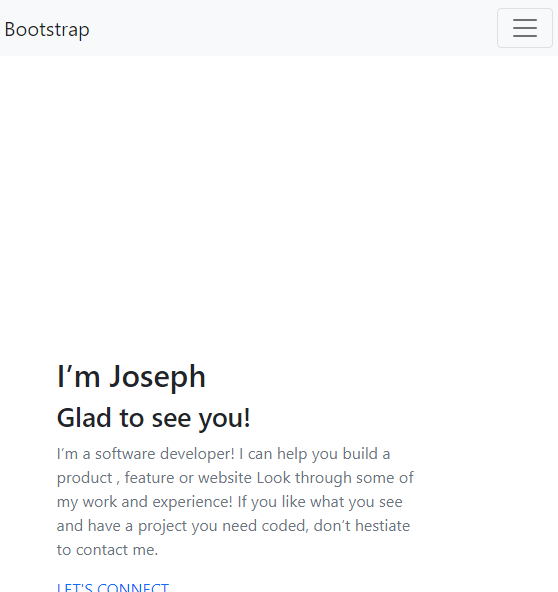 Bootstrap
I’m Joseph
Glad to see you!
I’m a software developer! I can help you build a
product , feature or website Look through some of
my work and experience! If you like what you see
and have a project you need coded, don’t hestiate
to contact me.
LET'S CONNECT